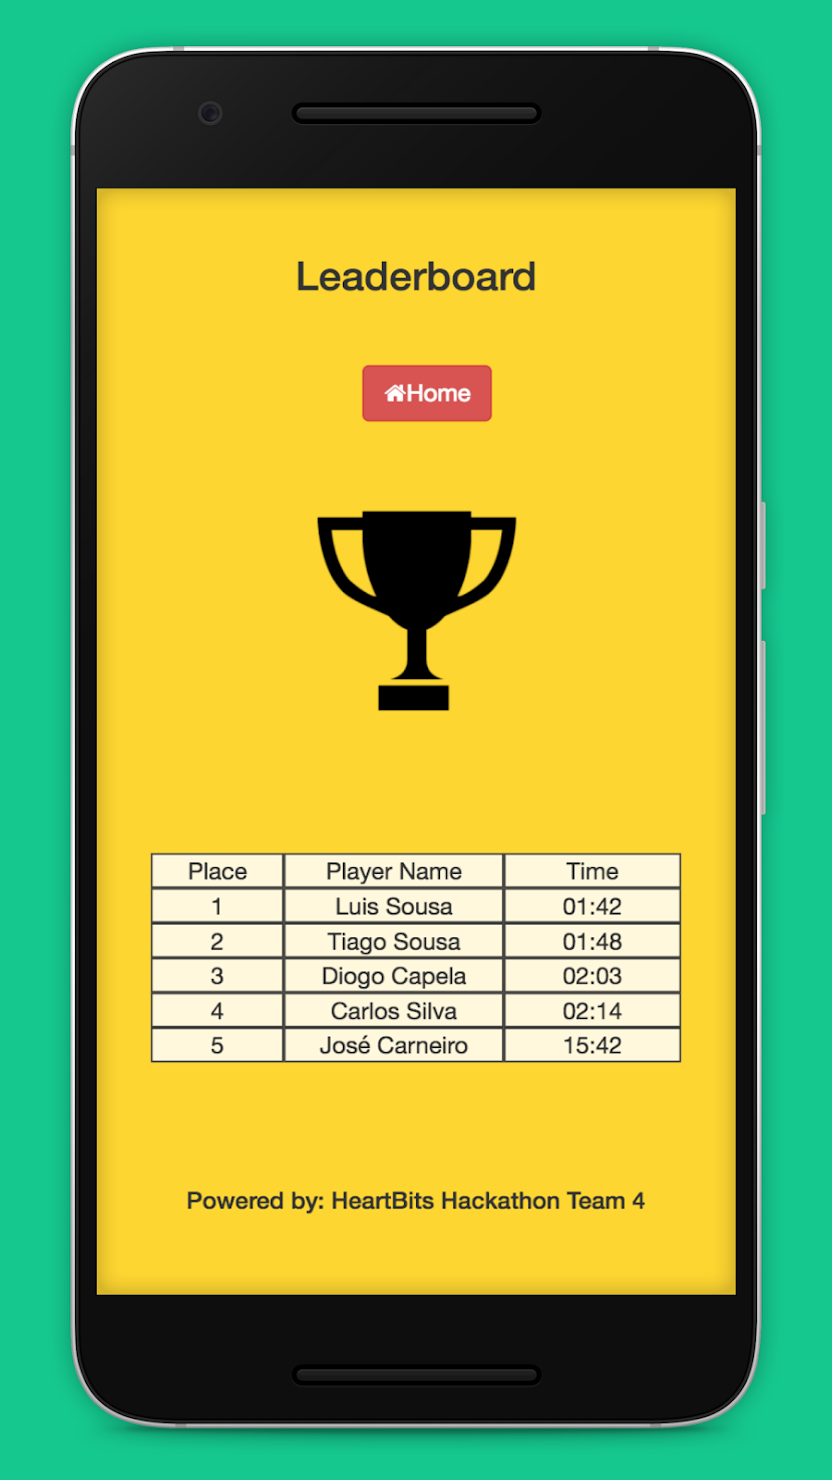 Leaderboard
Home
Place Player Name Time
1 Luis Sousa 01:42
2 Tiago Sousa 01:48
3 Diogo Capela 02:03
4 Carlos Silva 02:14
5 José Carneiro 15:42
Powered by: HeartBits Hackathon Team 4